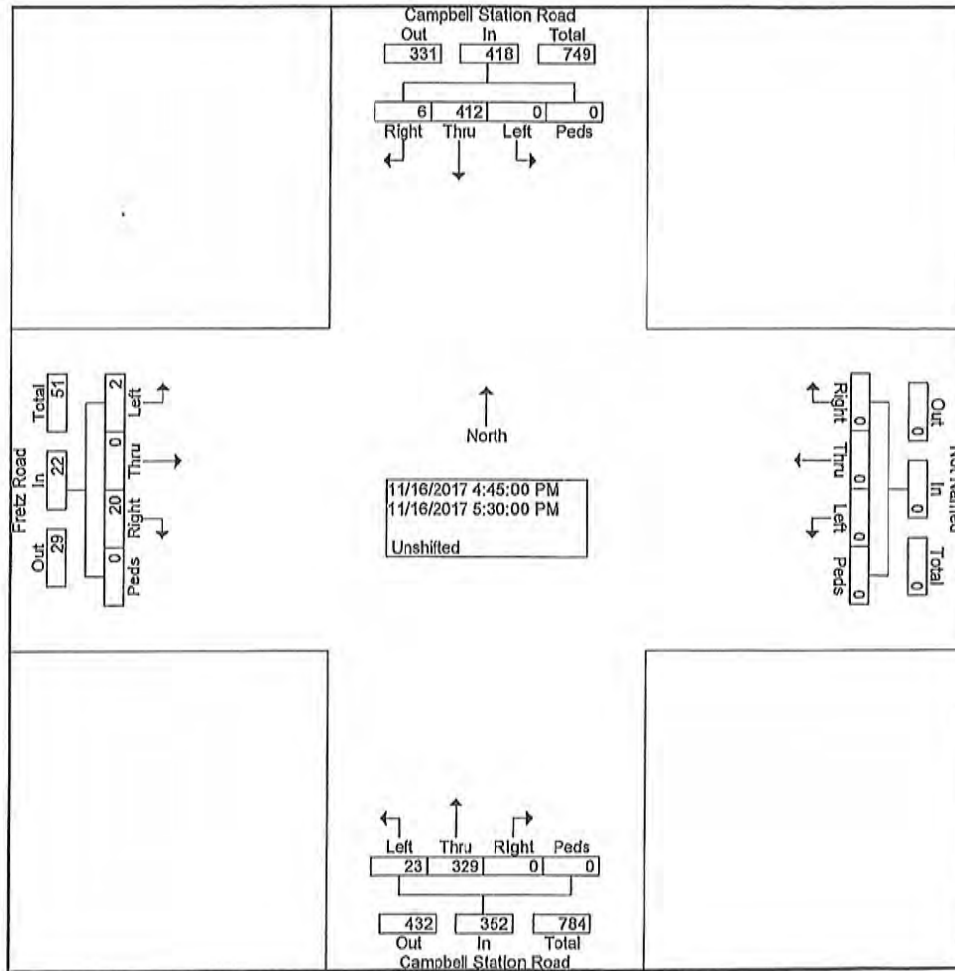 Campbell Station Road
Out In Total
331 418 749
6 412 0 0
Right Thru Left Peds
Fretz Road
Total In Out
51 22 29
2 0 20 0
Left Thru Right Peds
North
11/16/2017 4:45:00 PM
11/16/2017 5:30:00 PM
Unshifted
Out In Total
0 0 0
0 0 0 0
Right Thru Left Peds
Left Thru Right Peds
23 329 0 0
432 352 784
Out In Total
Campbell Station Road